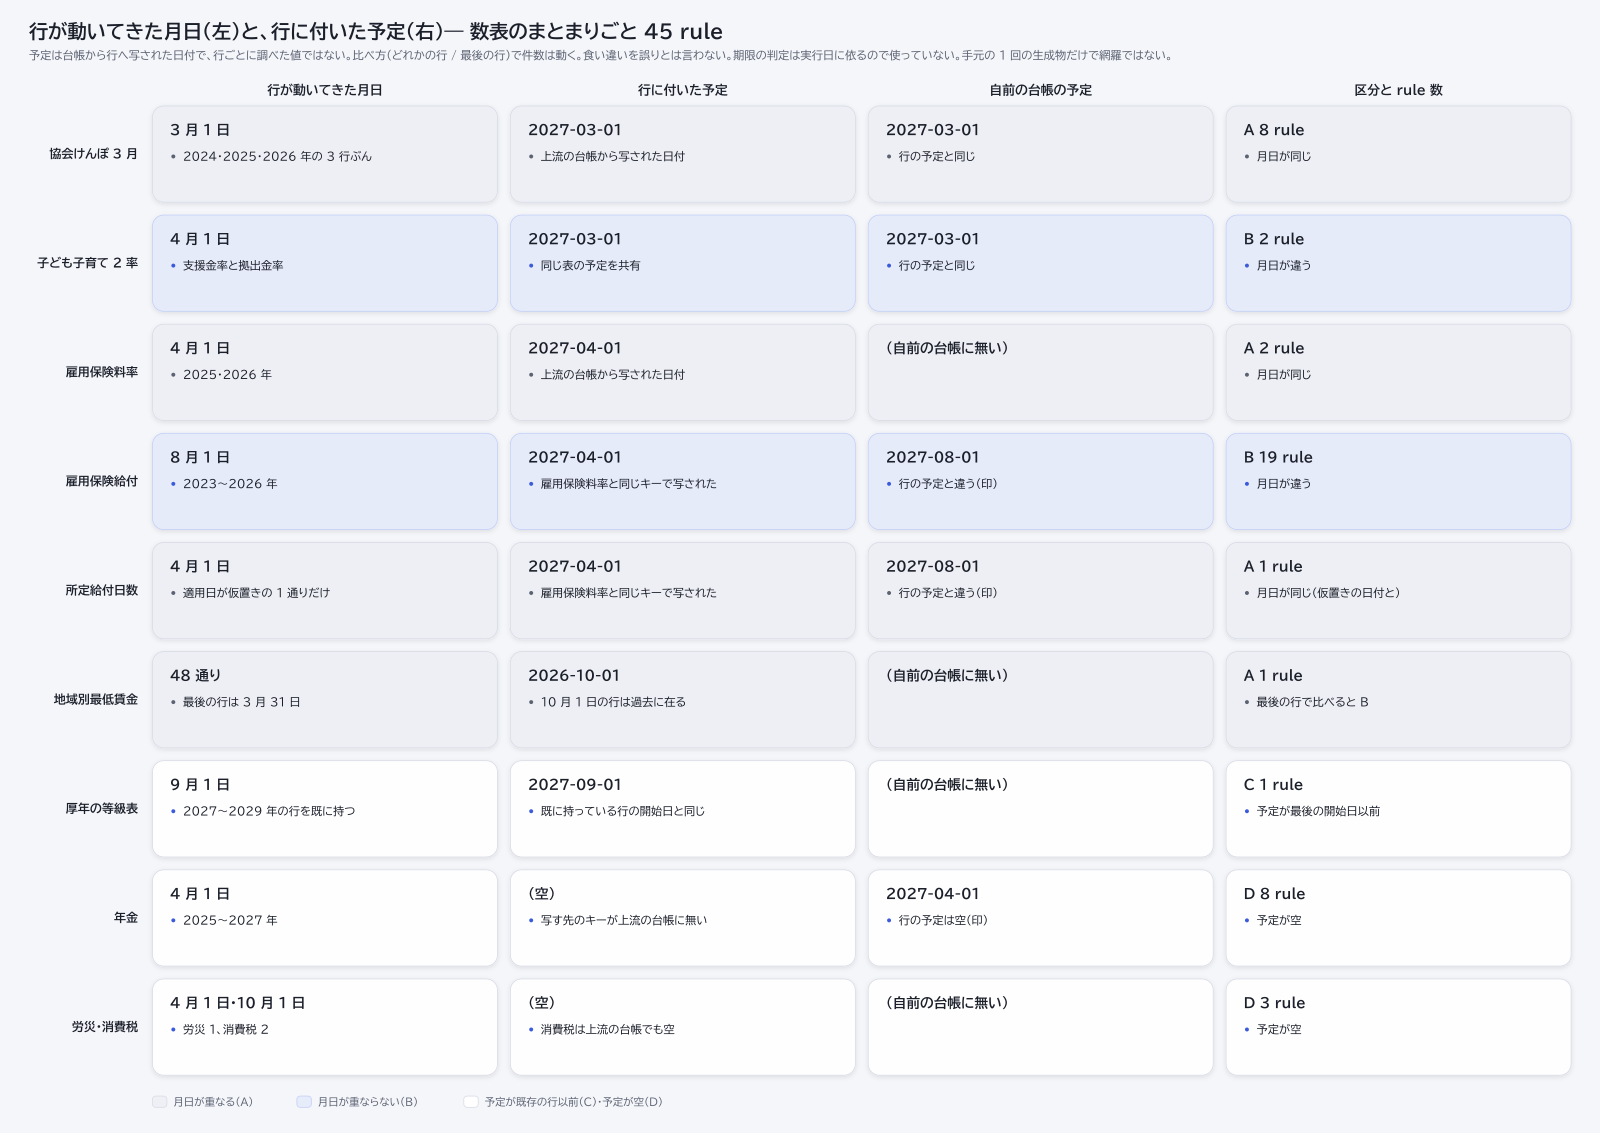 行が動いてきた月日(左)と、行に付いた予定(右)― 数表のまとまりごと 45 rule
予定は台帳から行へ写された日付で、行ごとに調べた値ではない。比べ方(どれかの行 / 最後の行)で件数は動く。食い違いを誤りとは言わない。期限の判定は実行日に依るので使っていない。手元の 1 回の生成物だけで網羅ではない。
行が動いてきた月日
行に付いた予定
自前の台帳の予定
区分と rule 数
協会けんぽ 3 月
3 月 1 日
• 2024・2025・2026 年の 3 行ぶん
2027-03-01
• 上流の台帳から写された日付
2027-03-01
• 行の予定と同じ
A 8 rule
• 月日が同じ
子ども子育て 2 率
4 月 1 日
• 支援金率と拠出金率
2027-03-01
• 同じ表の予定を共有
2027-03-01
• 行の予定と同じ
B 2 rule
• 月日が違う
雇用保険料率
4 月 1 日
• 2025・2026 年
2027-04-01
• 上流の台帳から写された日付
(自前の台帳に無い)
A 2 rule
• 月日が同じ
雇用保険給付
8 月 1 日
• 2023〜2026 年
2027-04-01
• 雇用保険料率と同じキーで写された
2027-08-01
• 行の予定と違う(印)
B 19 rule
• 月日が違う
所定給付日数
4 月 1 日
• 適用日が仮置きの 1 通りだけ
2027-04-01
• 雇用保険料率と同じキーで写された
2027-08-01
• 行の予定と違う(印)
A 1 rule
• 月日が同じ(仮置きの日付と)
地域別最低賃金
48 通り
• 最後の行は 3 月 31 日
2026-10-01
• 10 月 1 日の行は過去に在る
(自前の台帳に無い)
A 1 rule
• 最後の行で比べると B
厚年の等級表
9 月 1 日
• 2027〜2029 年の行を既に持つ
2027-09-01
• 既に持っている行の開始日と同じ
(自前の台帳に無い)
C 1 rule
• 予定が最後の開始日以前
年金
4 月 1 日
• 2025〜2027 年
(空)
• 写す先のキーが上流の台帳に無い
2027-04-01
• 行の予定は空(印)
D 8 rule
• 予定が空
労災・消費税
4 月 1 日・10 月 1 日
• 労災 1、消費税 2
(空)
• 消費税は上流の台帳でも空
(自前の台帳に無い)
D 3 rule
• 予定が空
月日が重なる(A)
月日が重ならない(B)
予定が既存の行以前(C)・予定が空(D)